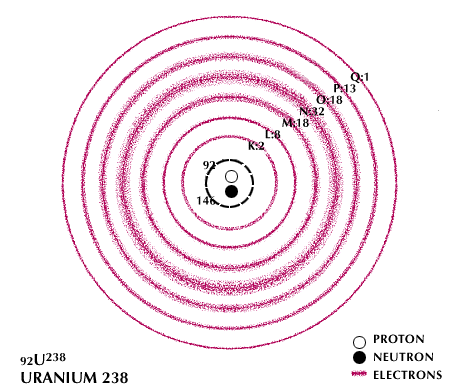 Q:1
P:13
O:18
N:32
M:18
L:8
K:2
92
146
PROTON
NEUTRON
ELECTRONS
92U238
URANIUM 238